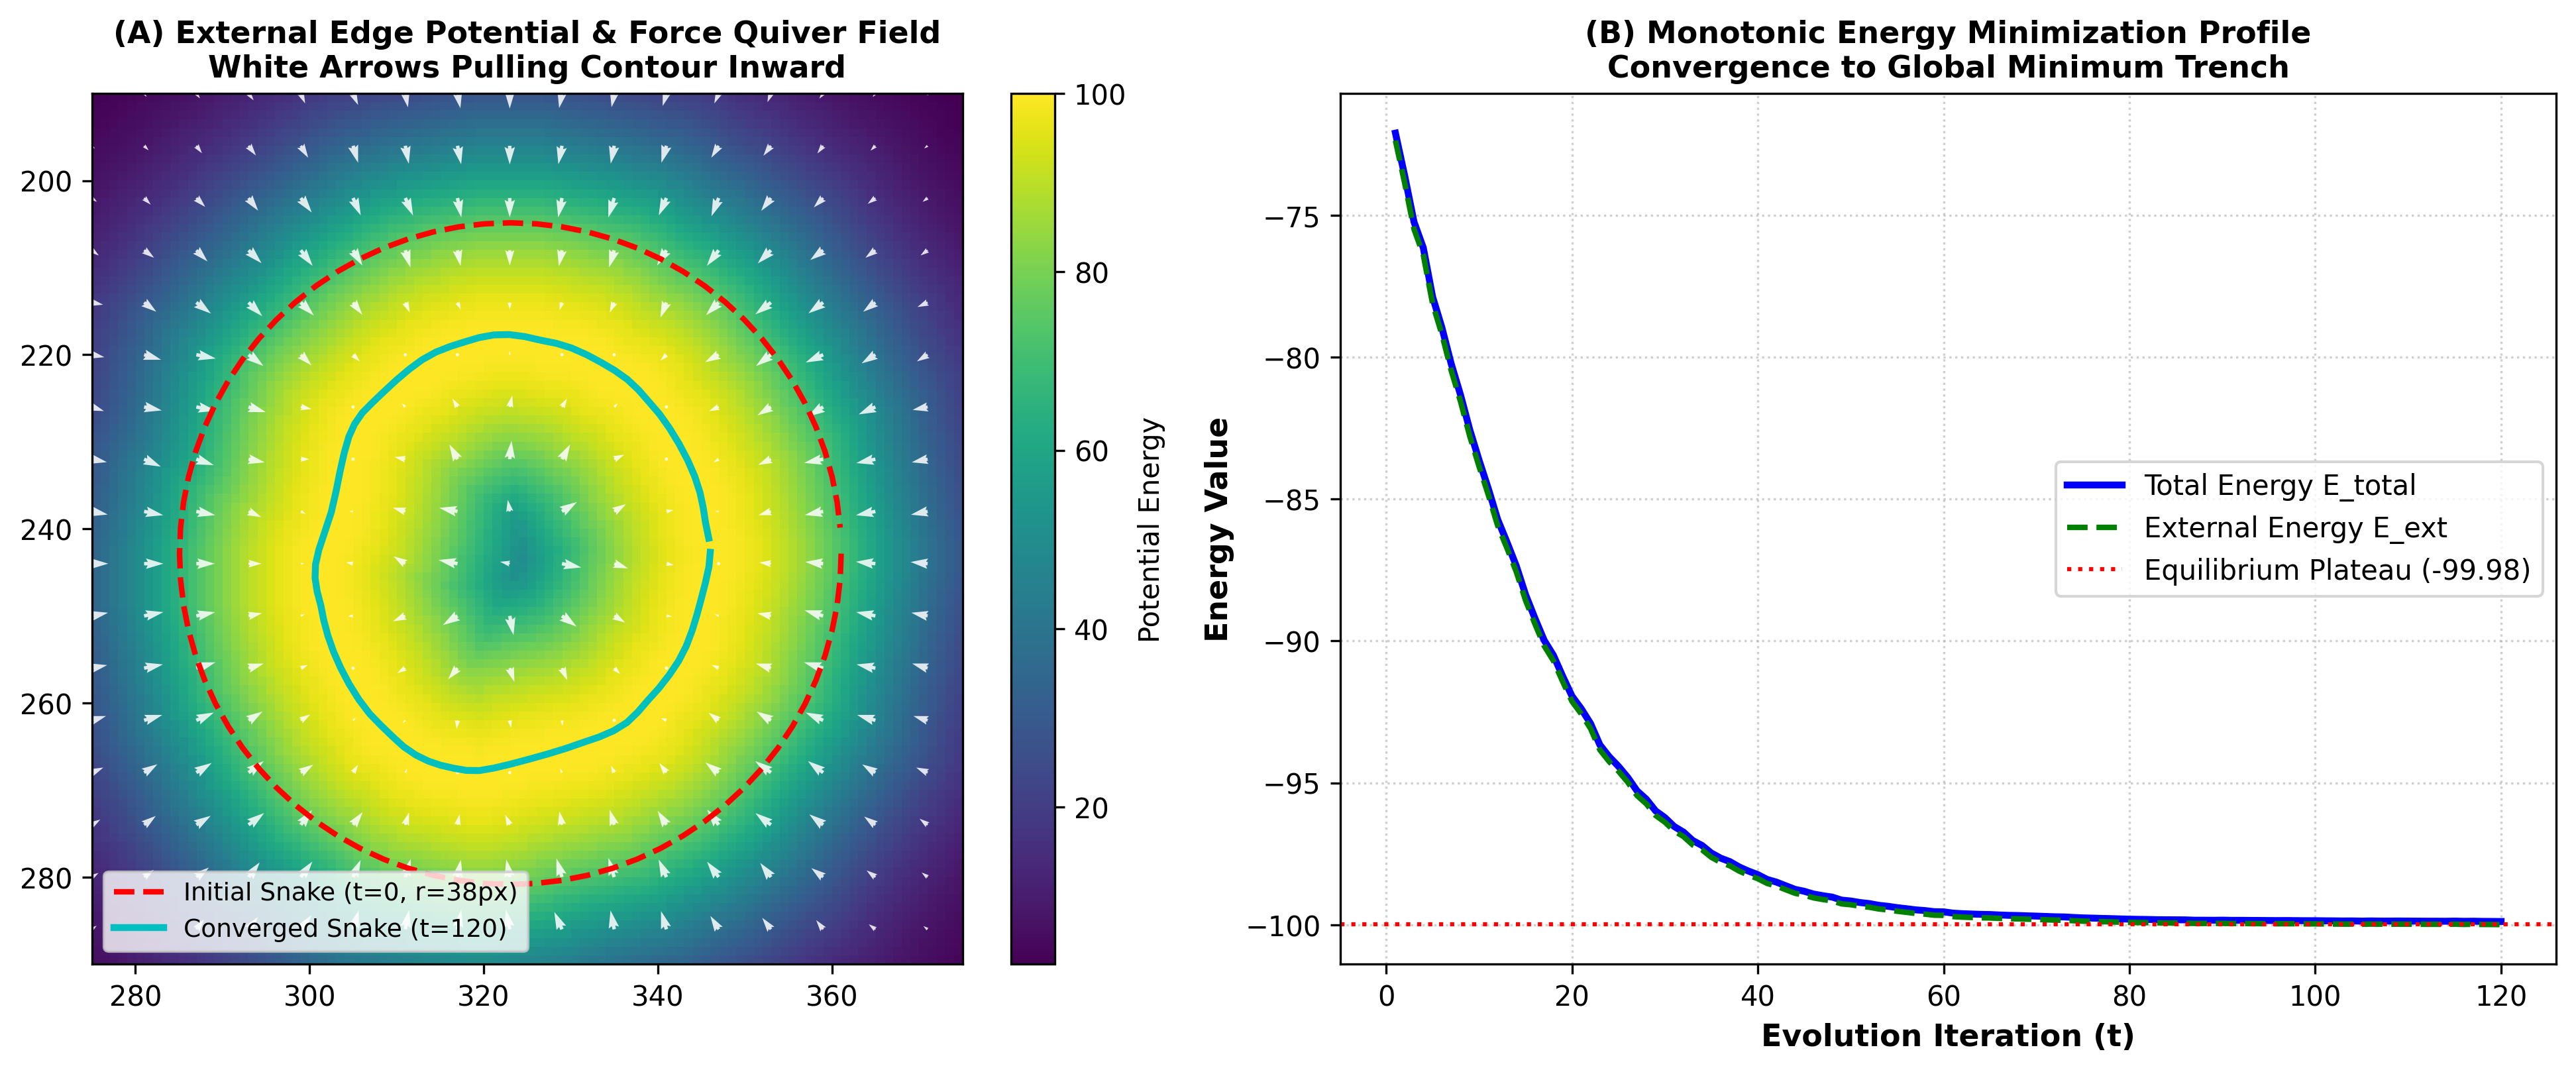 (A) External Edge Potential & Force Quiver Field
White Arrows Pulling Contour Inward
200
220
240
260
280
280
300
320
340
360
Initial Snake (t=0, r=38px)
Converged Snake (t=120)
100
80
60
40
20
Potential Energy
(B) Monotonic Energy Minimization Profile
Convergence to Global Minimum Trench
Energy Value
−75
−80
−85
−90
−95
−100
0
20
40
60
80
100
120
Evolution Iteration (t)
Total Energy E_total
External Energy E_ext
Equilibrium Plateau (-99.98)